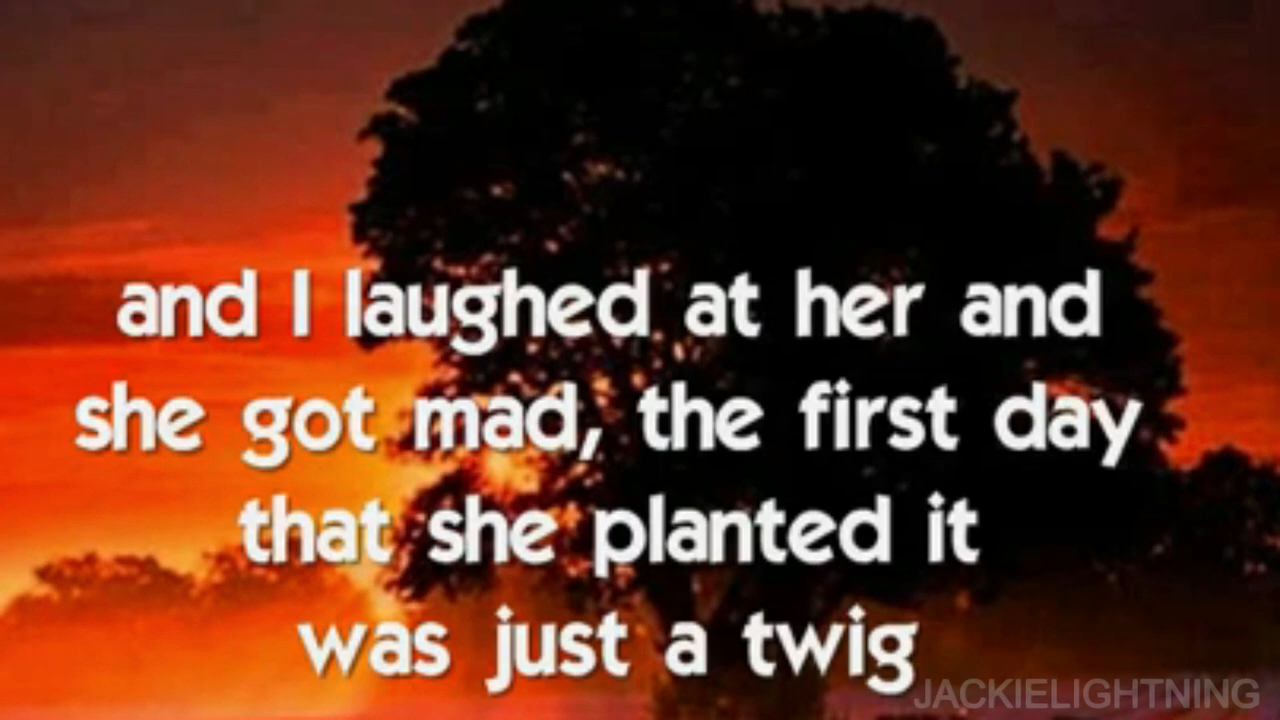 and I laughed at her and
she got mad, the first day
that she planted it
was just a twig
JACKIELIGHTNING